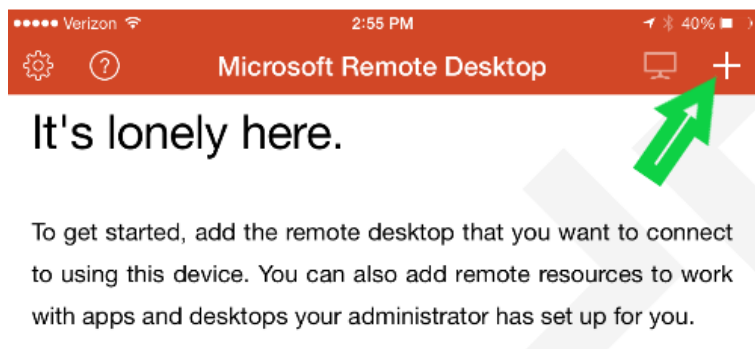 Verizon 2:55 PM 40%
? Microsoft Remote Desktop
It's lonely here.
To get started, add the remote desktop that you want to connect
to using this device. You can also add remote resources to work
with apps and desktops your administrator has set up for you.